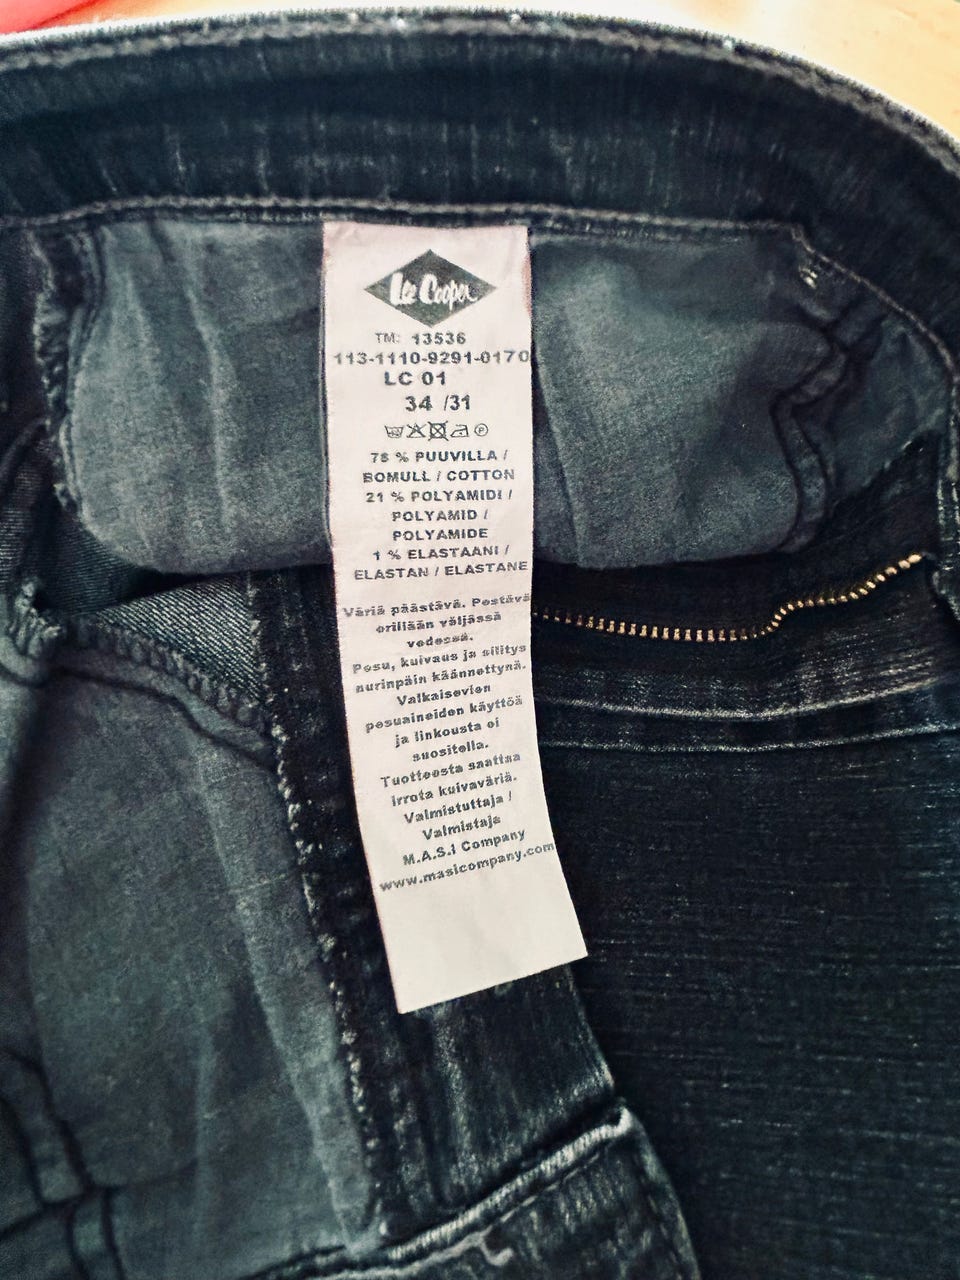 Lee Cooper
TM: 13536
113-1110-9291-0170
LC 01
34 /31
78 % PUUVILLA /
BOMULL / COTTON
21 % POLYAMIDI /
POLYAMID /
POLYAMIDE
1 % ELASTAANI /
ELASTAN / ELASTANE
Väriä päästävä. Pestävä
erillään väljässä
vedessä.
Pesu, kuivaus ja silitys
nurinpäin käännettynä.
Valkaisevien
pesuaineiden käyttöä
ja linkousta ei
suositella.
Tuotteesta saattaa
irrota kuivaväriä.
Valmistuttaja /
Valmistaja
M.A.S.I Company
www.masicompany.com